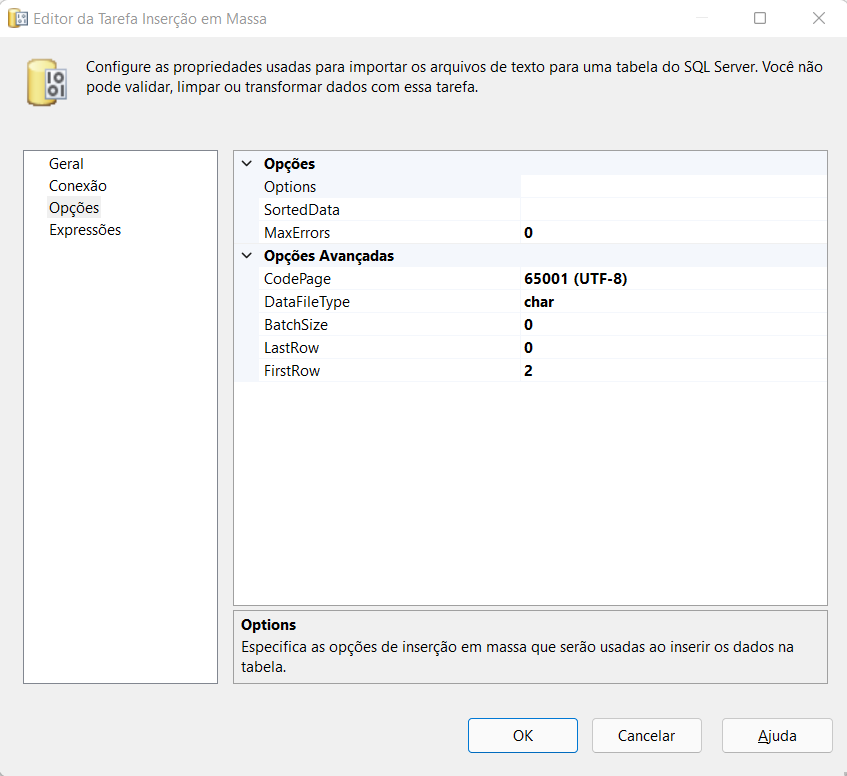 Editor da Tarefa Inserção em Massa
Configure as propriedades usadas para importar os arquivos de texto para uma tabela do SQL Server. Você não
pode validar, limpar ou transformar dados com essa tarefa.
Geral
Conexão
Opções
Expressões
Opções
Options
SortedData
MaxErrors 0
Opções Avançadas
CodePage 65001 (UTF-8)
DataFileType char
BatchSize 0
LastRow 0
FirstRow 2
Options
Especifica as opções de inserção em massa que serão usadas ao inserir os dados na
tabela.
OK Cancelar Ajuda